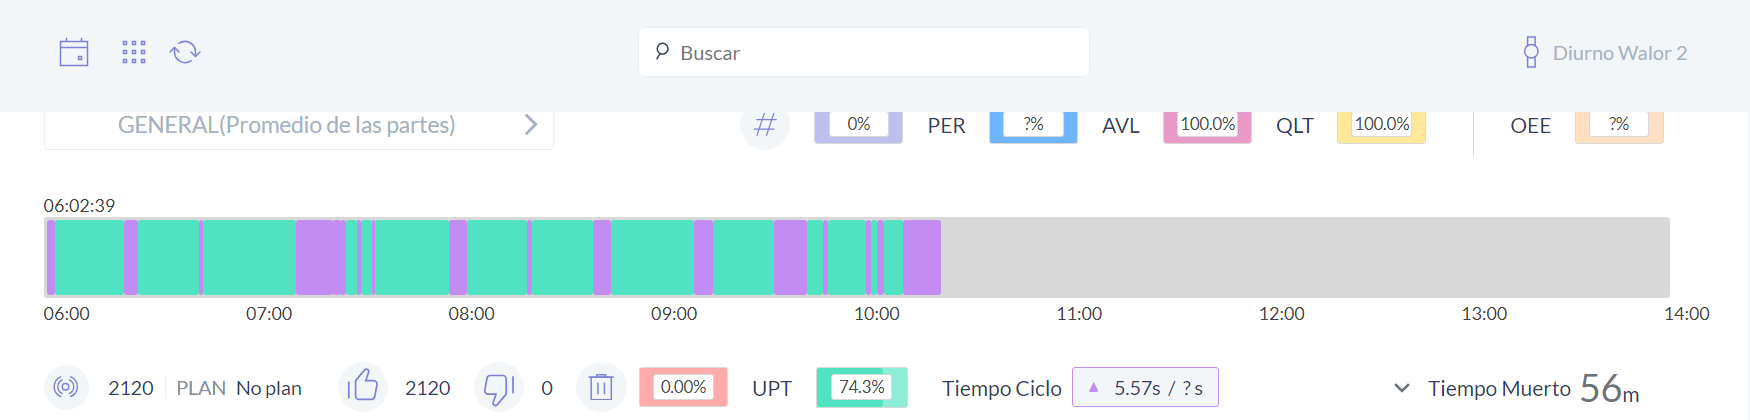 Buscar
Diurno Walor 2
GENERAL(Promedio de las partes)
# 0% PER ?% AVL 100.0% QLT 100.0% OEE ?%
06:02:39
06:00 07:00 08:00 09:00 10:00 11:00 12:00 13:00 14:00
2120 PLAN No plan 2120 0 0.00% UPT 74.3% Tiempo Ciclo 5.57s / ? s Tiempo Muerto 56m